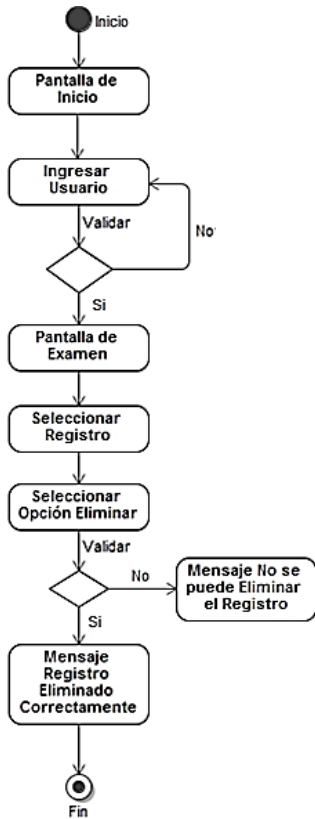 Inicio
Pantalla de
Inicio
Ingresar
Usuario
Validar
No
Si
Pantalla de
Examen
Seleccionar
Registro
Seleccionar
Opción Eliminar
Validar
No
Mensaje No se
puede Eliminar
el Registro
Si
Mensaje
Registro
Eliminado
Correctamente
Fin